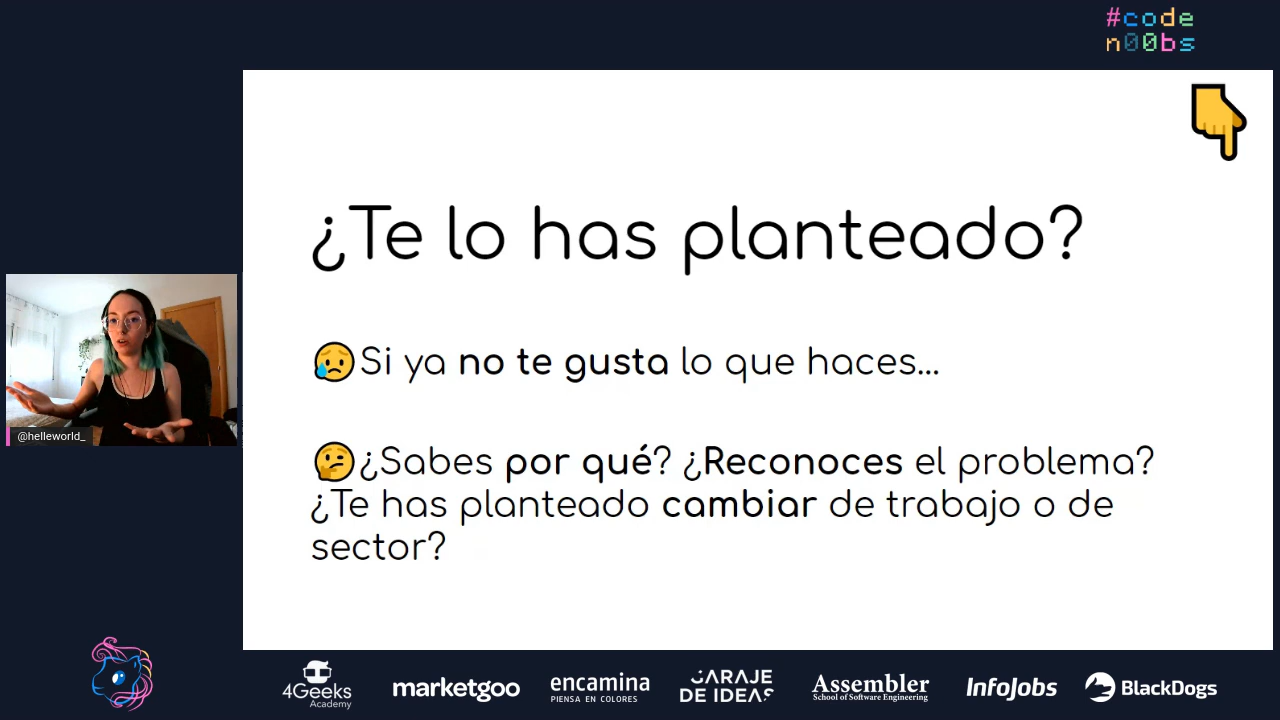 #code
n00bs
¿Te lo has planteado?
😥Si ya no te gusta lo que haces...
🤔¿Sabes por qué? ¿Reconoces el problema?
¿Te has planteado cambiar de trabajo o de
sector?
@helleworld_
4Geeks
Academy
marketgoo
encamina
PIENSA EN COLORES
GARAJE
DE IDEAS
Assembler
School of Software Engineering
InfoJobs
BlackDogs